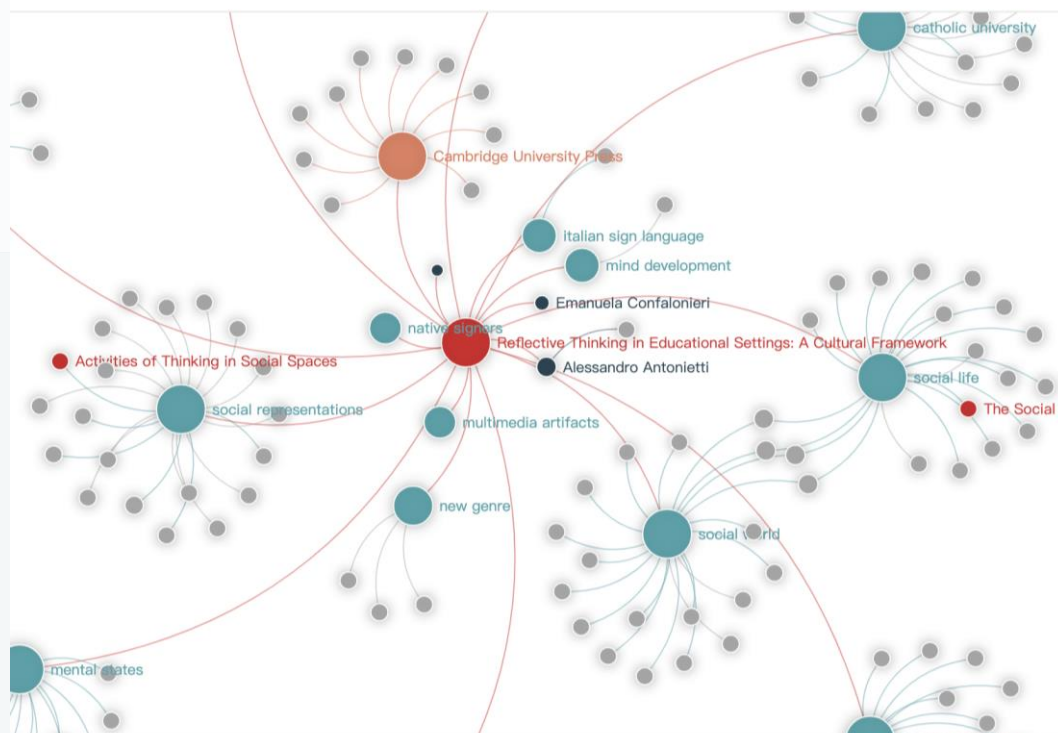 catholic university
Cambridge University Press
italian sign language
mind development
Emanuela Confalonieri
native signers
Reflective Thinking in Educational Settings: A Cultural Framework
Activities of Thinking in Social Spaces
Alessandro Antonietti
social life
social representations
The Social
multimedia artifacts
new genre
social world
mental states